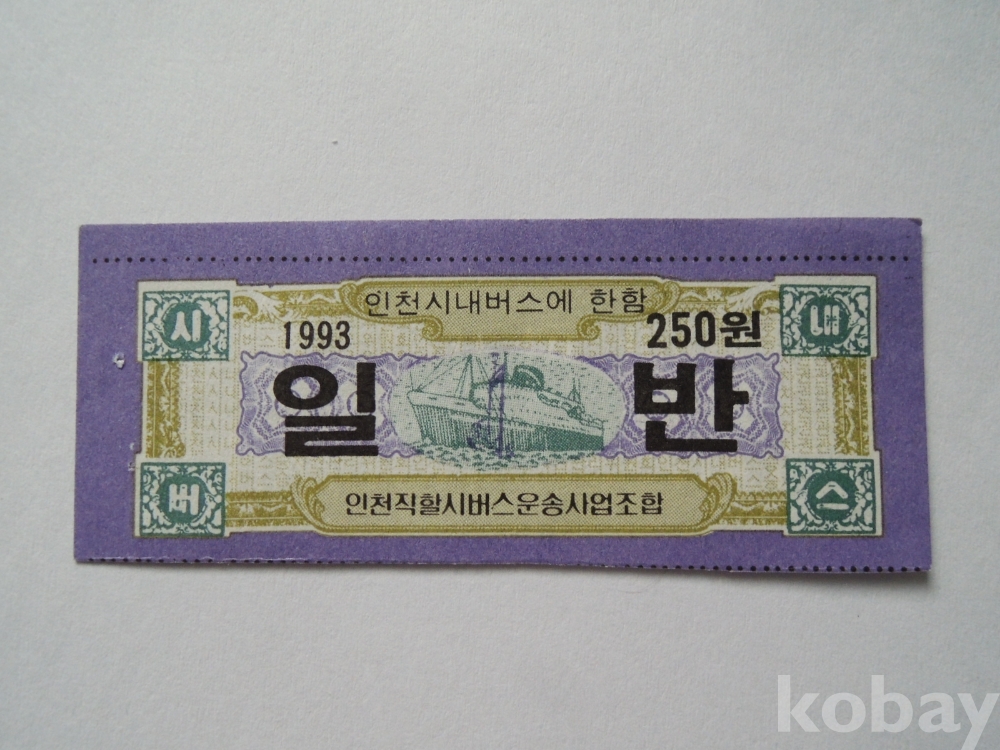 인천시내버스에 한함
시
내
1993
250원
일반
버
스
인천직할시버스운송사업조합
kobay